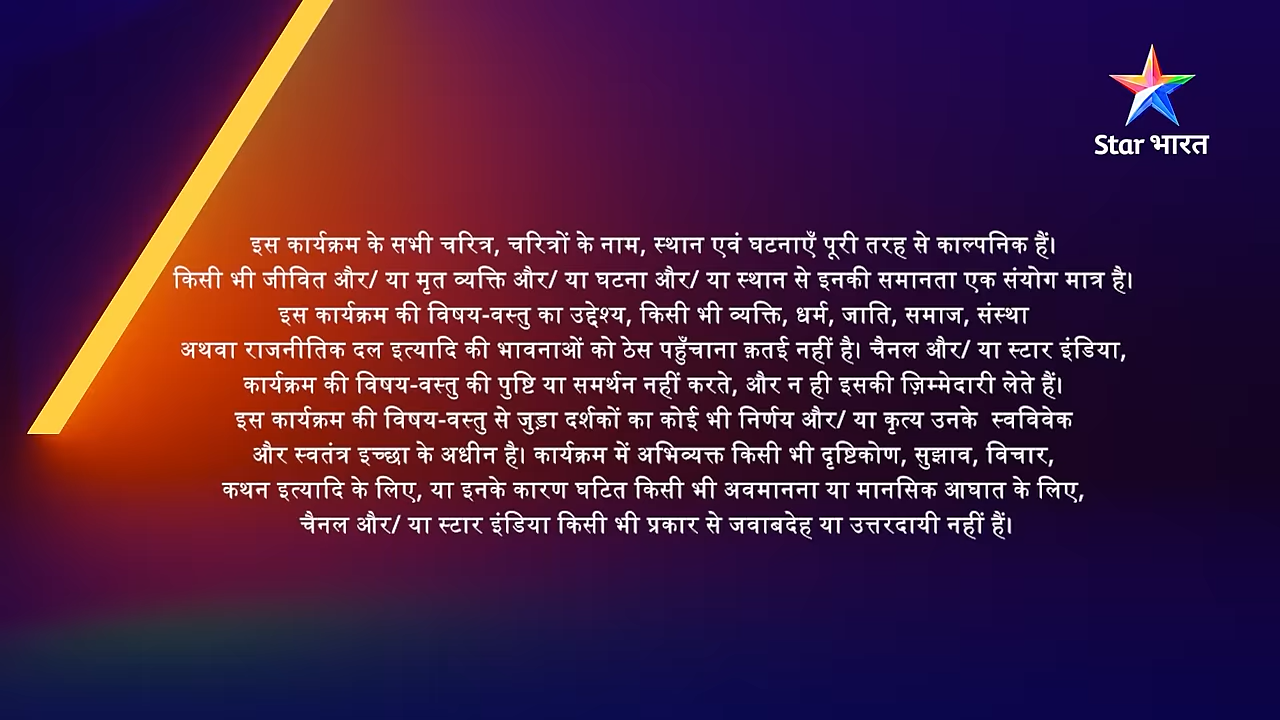 Star भारत
इस कार्यक्रम के सभी चरित्र, चरित्रों के नाम, स्थान एवं घटनाएँ पूरी तरह से काल्पनिक हैं।
किसी भी जीवित और/ या मृत व्यक्ति और/ या घटना और/ या स्थान से इनकी समानता एक संयोग मात्र है।
इस कार्यक्रम की विषय-वस्तु का उद्देश्य, किसी भी व्यक्ति, धर्म, जाति, समाज, संस्था
अथवा राजनीतिक दल इत्यादि की भावनाओं को ठेस पहुँचाना क़तई नहीं है। चैनल और/ या स्टार इंडिया,
कार्यक्रम की विषय-वस्तु की पुष्टि या समर्थन नहीं करते, और न ही इसकी ज़िम्मेदारी लेते हैं।
इस कार्यक्रम की विषय-वस्तु से जुड़ा दर्शकों का कोई भी निर्णय और/ या कृत्य उनके स्वविवेक
और स्वतंत्र इच्छा के अधीन है। कार्यक्रम में अभिव्यक्त किसी भी दृष्टिकोण, सुझाव, विचार,
कथन इत्यादि के लिए, या इनके कारण घटित किसी भी अवमानना या मानसिक आघात के लिए,
चैनल और/ या स्टार इंडिया किसी भी प्रकार से जवाबदेह या उत्तरदायी नहीं हैं।